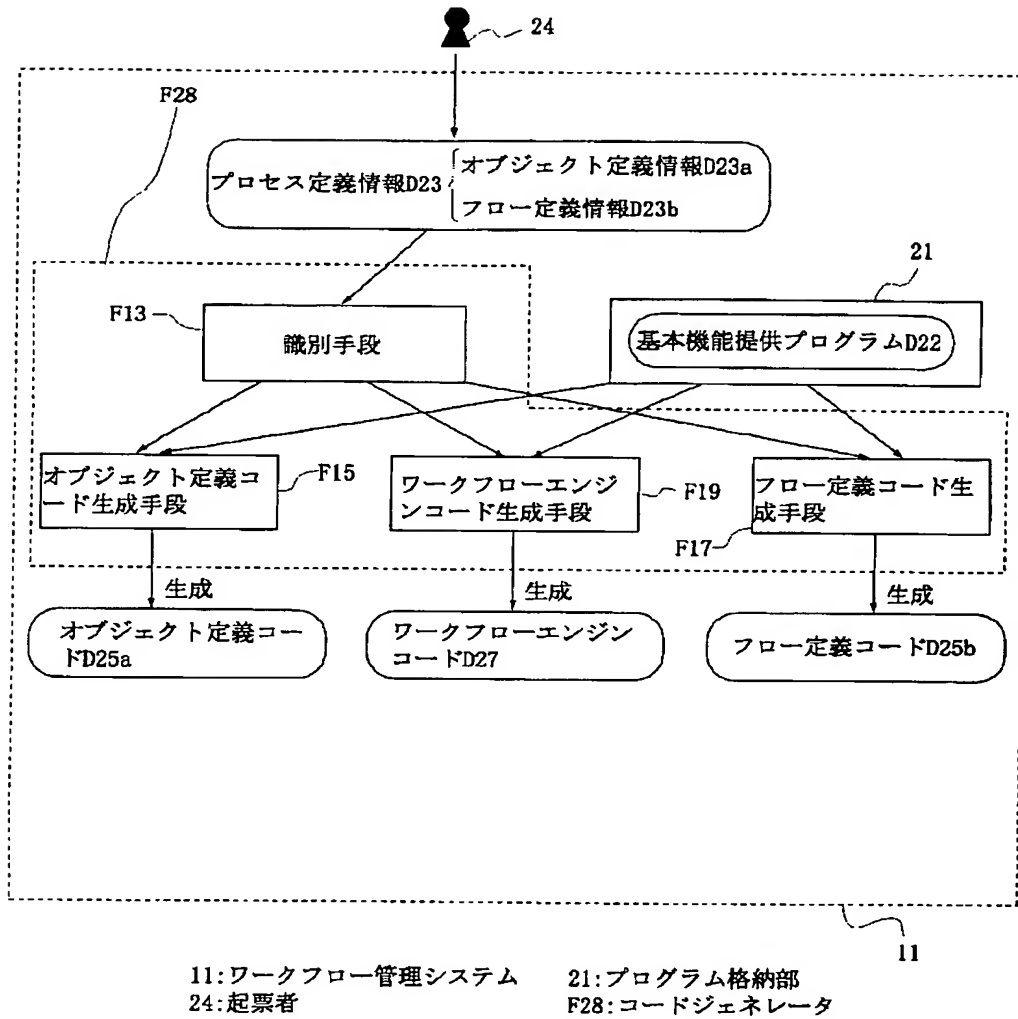 24
F28
プロセス定義情報D23
オブジェクト定義情報D23a
フロー定義情報D23b
21
F13
識別手段
基本機能提供プログラムD22
オブジェクト定義コ
ード生成手段
F15
ワークフローエンジ
ンコード生成手段
F19
フロー定義コード生
成手段
F17
生成
生成
生成
オブジェクト定義コー
ドD25a
ワークフローエンジン
コードD27
フロー定義コードD25b
11
11:ワークフロー管理システム
21:プログラム格納部
24:起票者
F28:コードジェネレータ